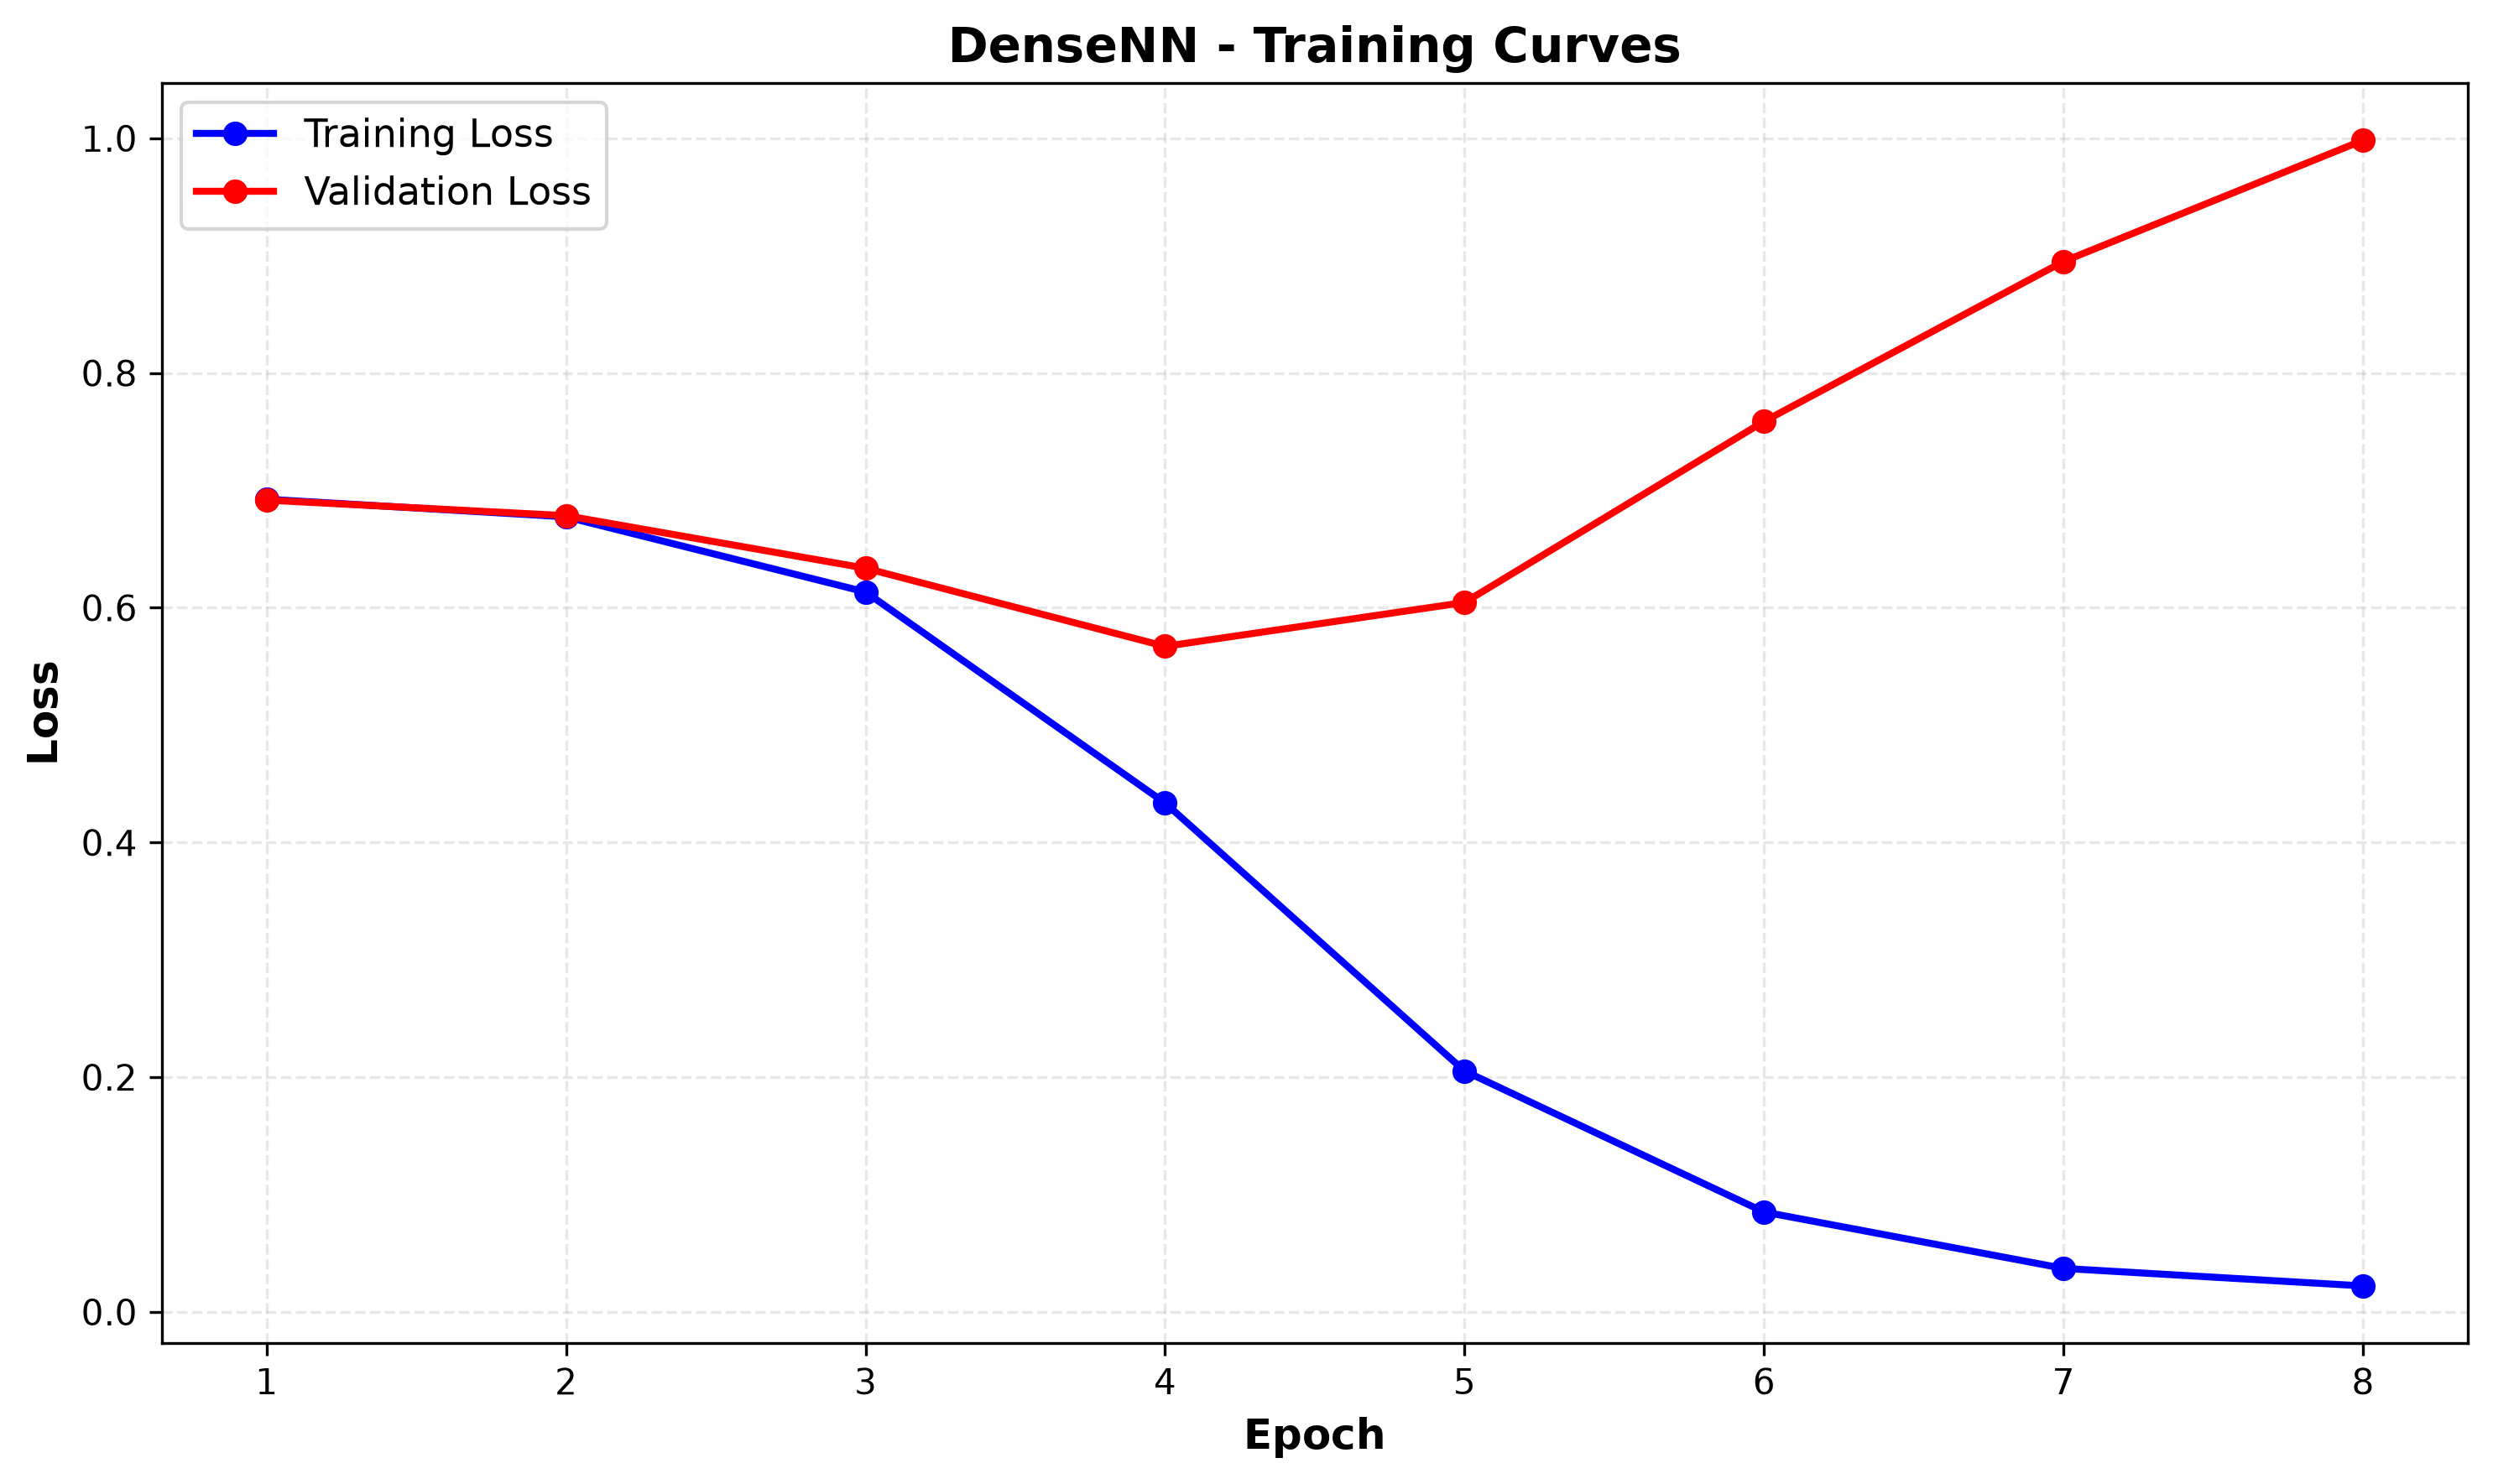 DenseNN - Training Curves
Training Loss
Validation Loss
1.0
0.8
0.6
0.4
0.2
0.0
Loss
1 2 3 4 5 6 7 8
Epoch